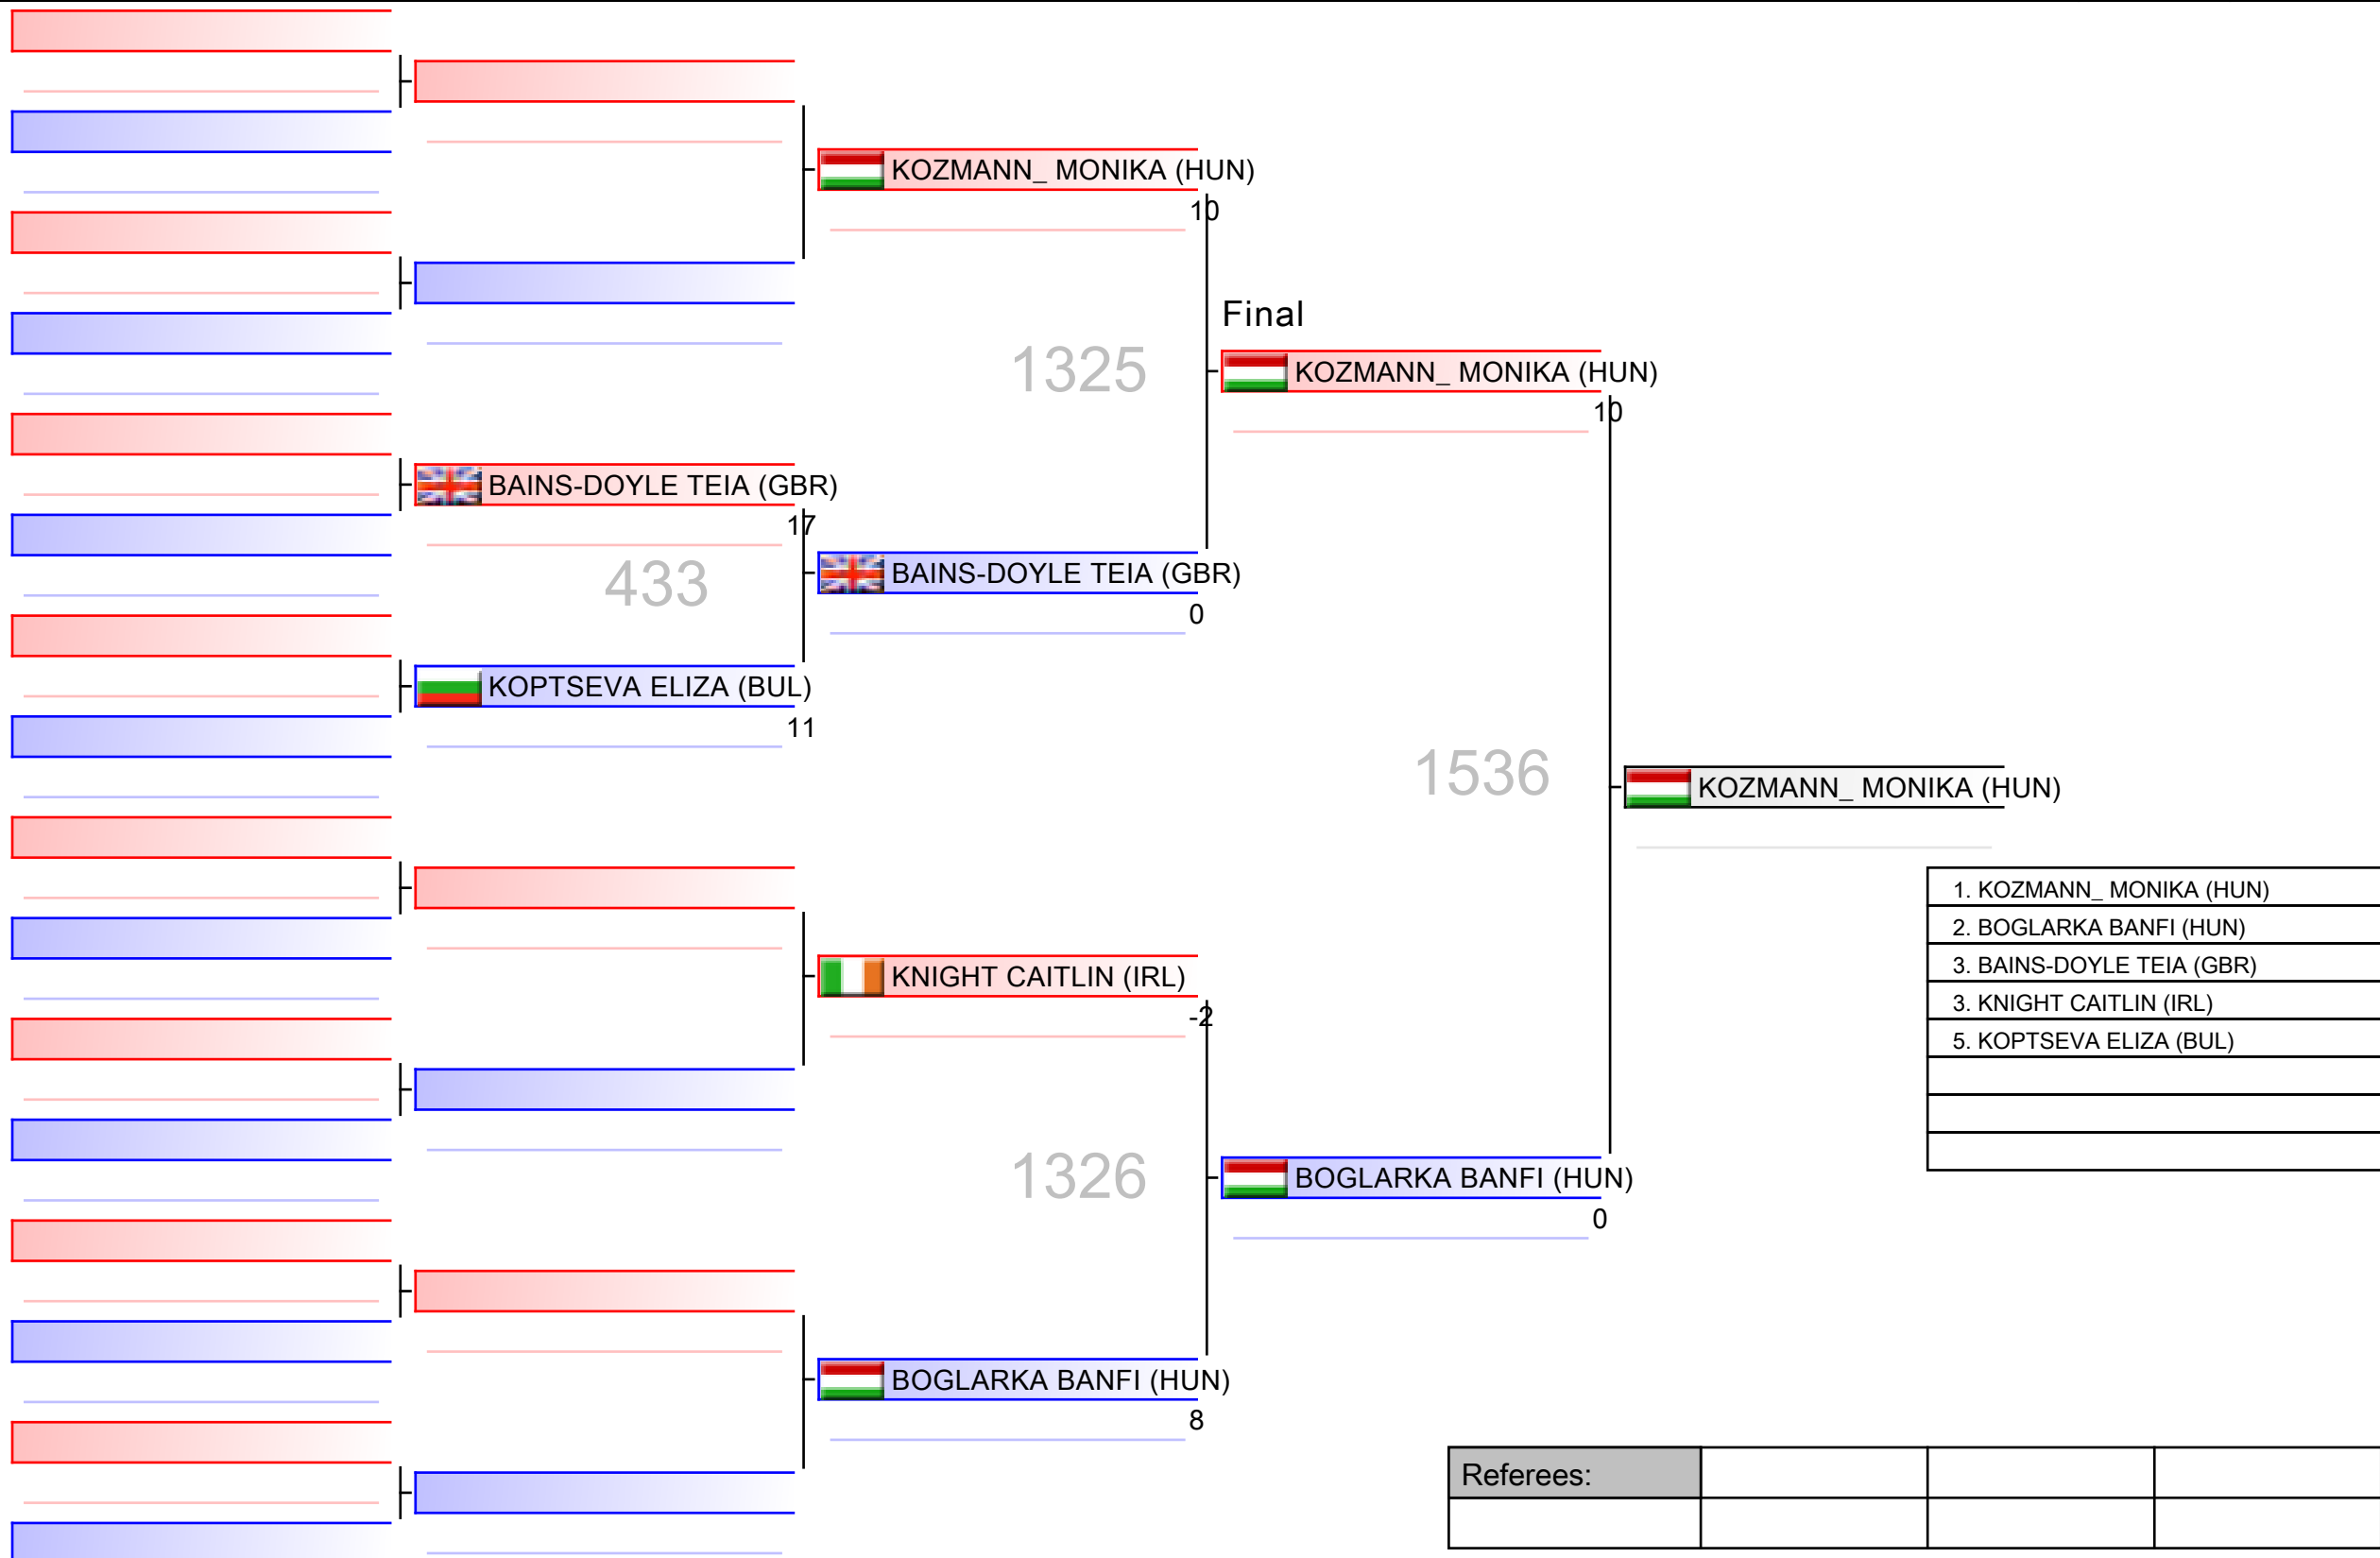 KOZMANN_ MONIKA (HUN)
10
Final
1325
KOZMANN_ MONIKA (HUN)
10
BAINS-DOYLE TEIA (GBR)
17
433
BAINS-DOYLE TEIA (GBR)
0
KOPTSEVA ELIZA (BUL)
11
1536
KOZMANN_ MONIKA (HUN)
1. KOZMANN_ MONIKA (HUN)
2. BOGLARKA BANFI (HUN)
3. BAINS-DOYLE TEIA (GBR)
3. KNIGHT CAITLIN (IRL)
5. KOPTSEVA ELIZA (BUL)
KNIGHT CAITLIN (IRL)
-2
1326
BOGLARKA BANFI (HUN)
0
BOGLARKA BANFI (HUN)
8
Referees: